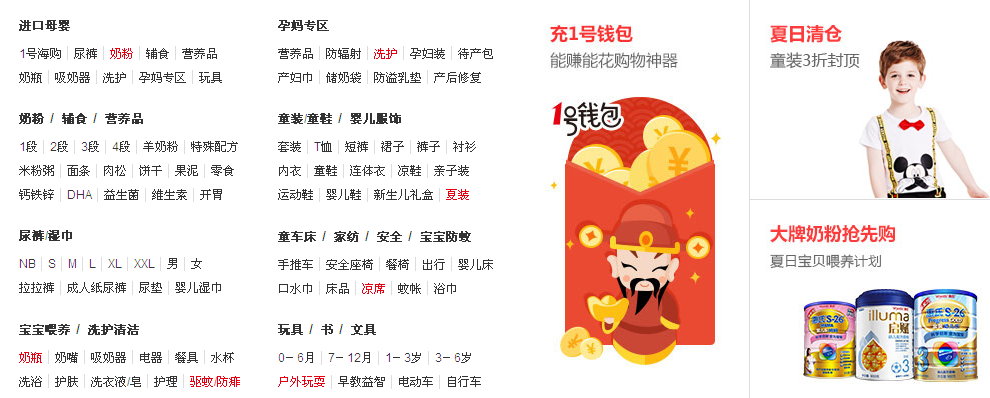 进口母婴
1号海购 尿裤 奶粉 辅食 营养品
奶瓶 吸奶器 洗护 孕妈专区 玩具
奶粉 / 辅食 / 营养品
1段 2段 3段 4段 羊奶粉 特殊配方
米粉粥 面条 肉松 饼干 果泥 零食
钙铁锌 DHA 益生菌 维生素 开胃
尿裤/湿巾
NB S M L XL XXL 男 女
拉拉裤 成人纸尿裤 尿垫 婴儿湿巾
宝宝喂养 / 洗护清洁
奶瓶 奶嘴 吸奶器 电器 餐具 水杯
洗浴 护肤 洗衣液/皂 护理 驱蚊/防痱
孕妈专区
营养品 防辐射 洗护 孕妇装 待产包
产妇巾 储奶袋 防溢乳垫 产后修复
童装/童鞋 / 婴儿服饰
套装 T恤 短裤 裙子 裤子 衬衫
内衣 童鞋 连体衣 凉鞋 亲子装
运动鞋 婴儿鞋 新生儿礼盒 夏装
童车床 / 家纺 / 安全 / 宝宝防蚊
手推车 安全座椅 餐椅 出行 婴儿床
口水巾 床品 凉席 蚊帐 浴巾
玩具 / 书 / 文具
0-6月 7-12月 1-3岁 3-6岁
户外玩耍 早教益智 电动车 自行车
充1号钱包
能赚能花购物神器
1号钱包
夏日清仓
童装3折封顶
大牌奶粉抢先购
夏日宝贝喂养计划
惠氏S-26
illuma
启赋
3
S-26
3